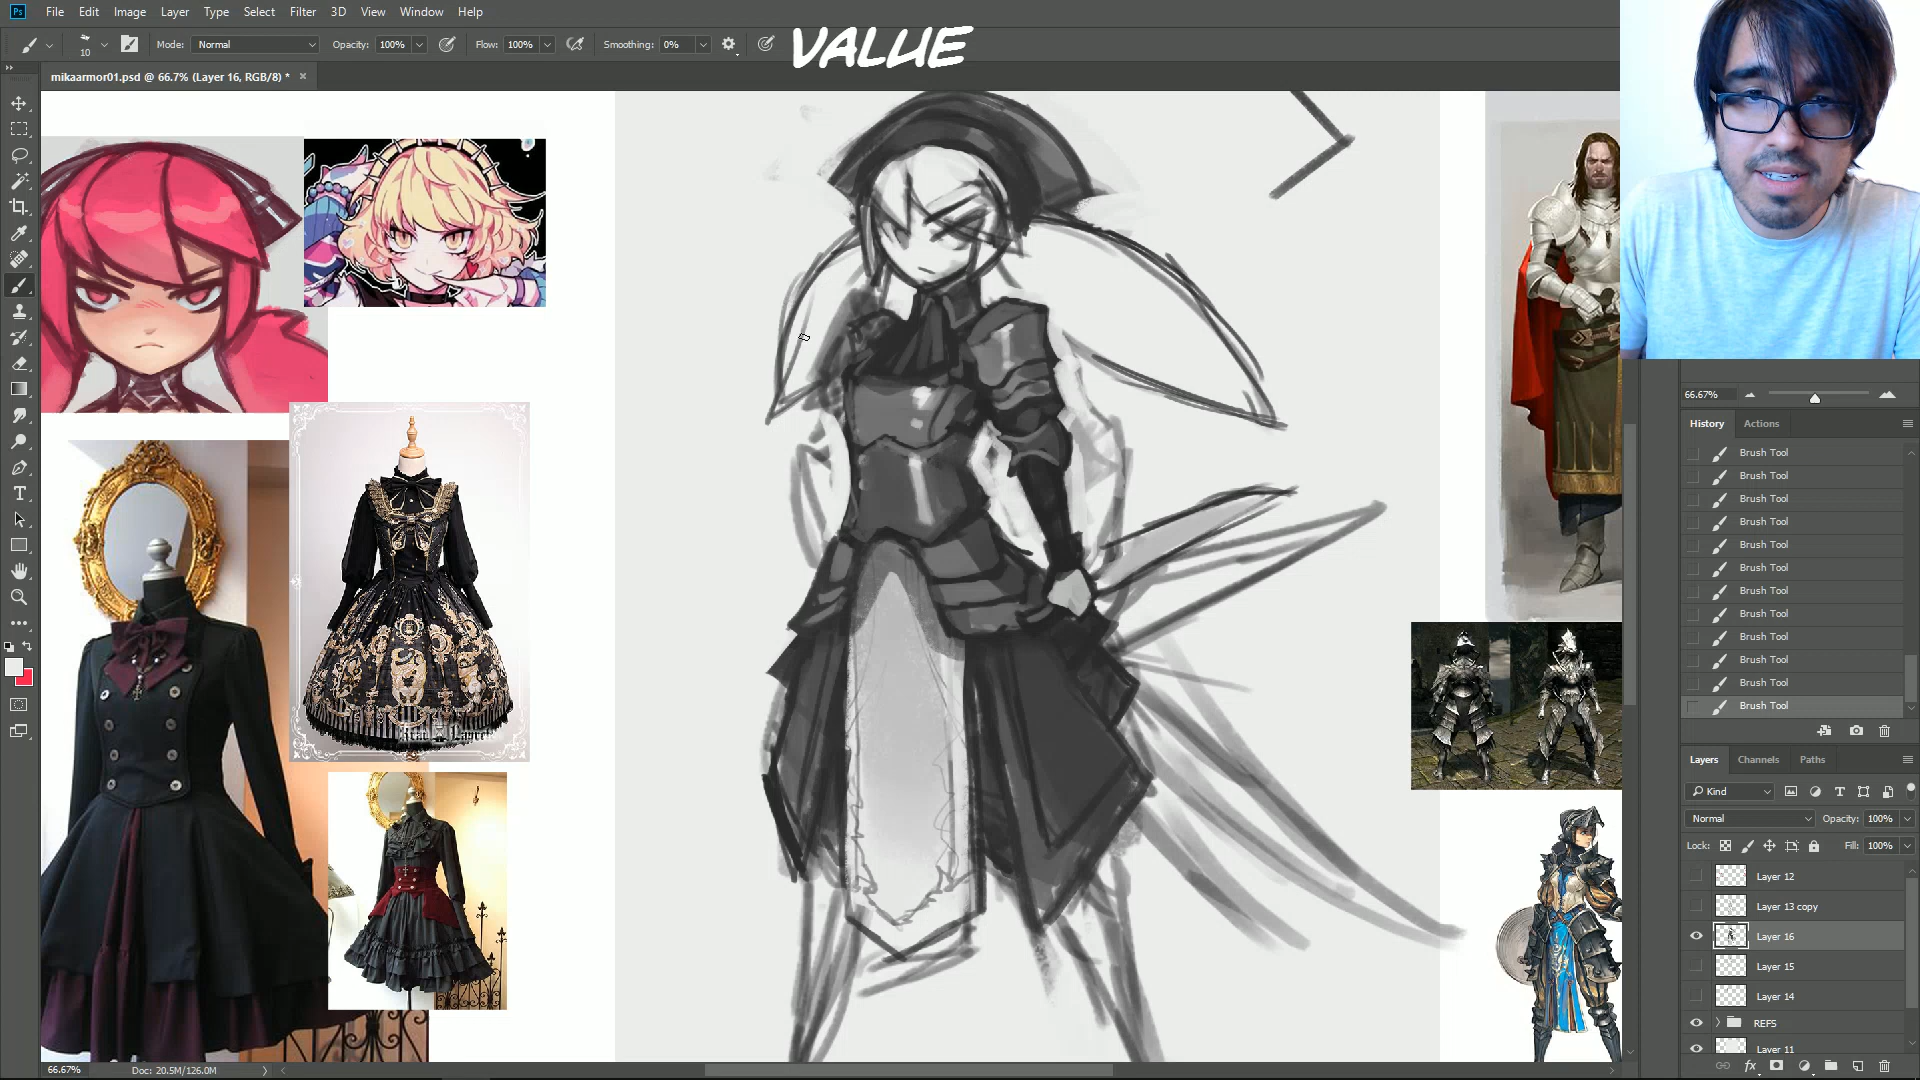 Ps File Edit Image Layer Type Select Filter 3D View Window Help
10 Mode: Normal Opacity: 100% Flow: 100% Smoothing: 0%
VALUE
mikaarmor01.psd @ 66.7% (Layer 16, RGB/8) *
66.67%
History Actions
Brush Tool
Brush Tool
Brush Tool
Brush Tool
Brush Tool
Brush Tool
Brush Tool
Brush Tool
Brush Tool
Brush Tool
Brush Tool
Brush Tool
Layers Channels Paths
Kind
Normal Opacity: 100%
Lock: Fill: 100%
Layer 12
Layer 13 copy
Layer 16
Layer 15
Layer 14
REFS
Layer 11
66.67% Doc: 20.5M/126.0M